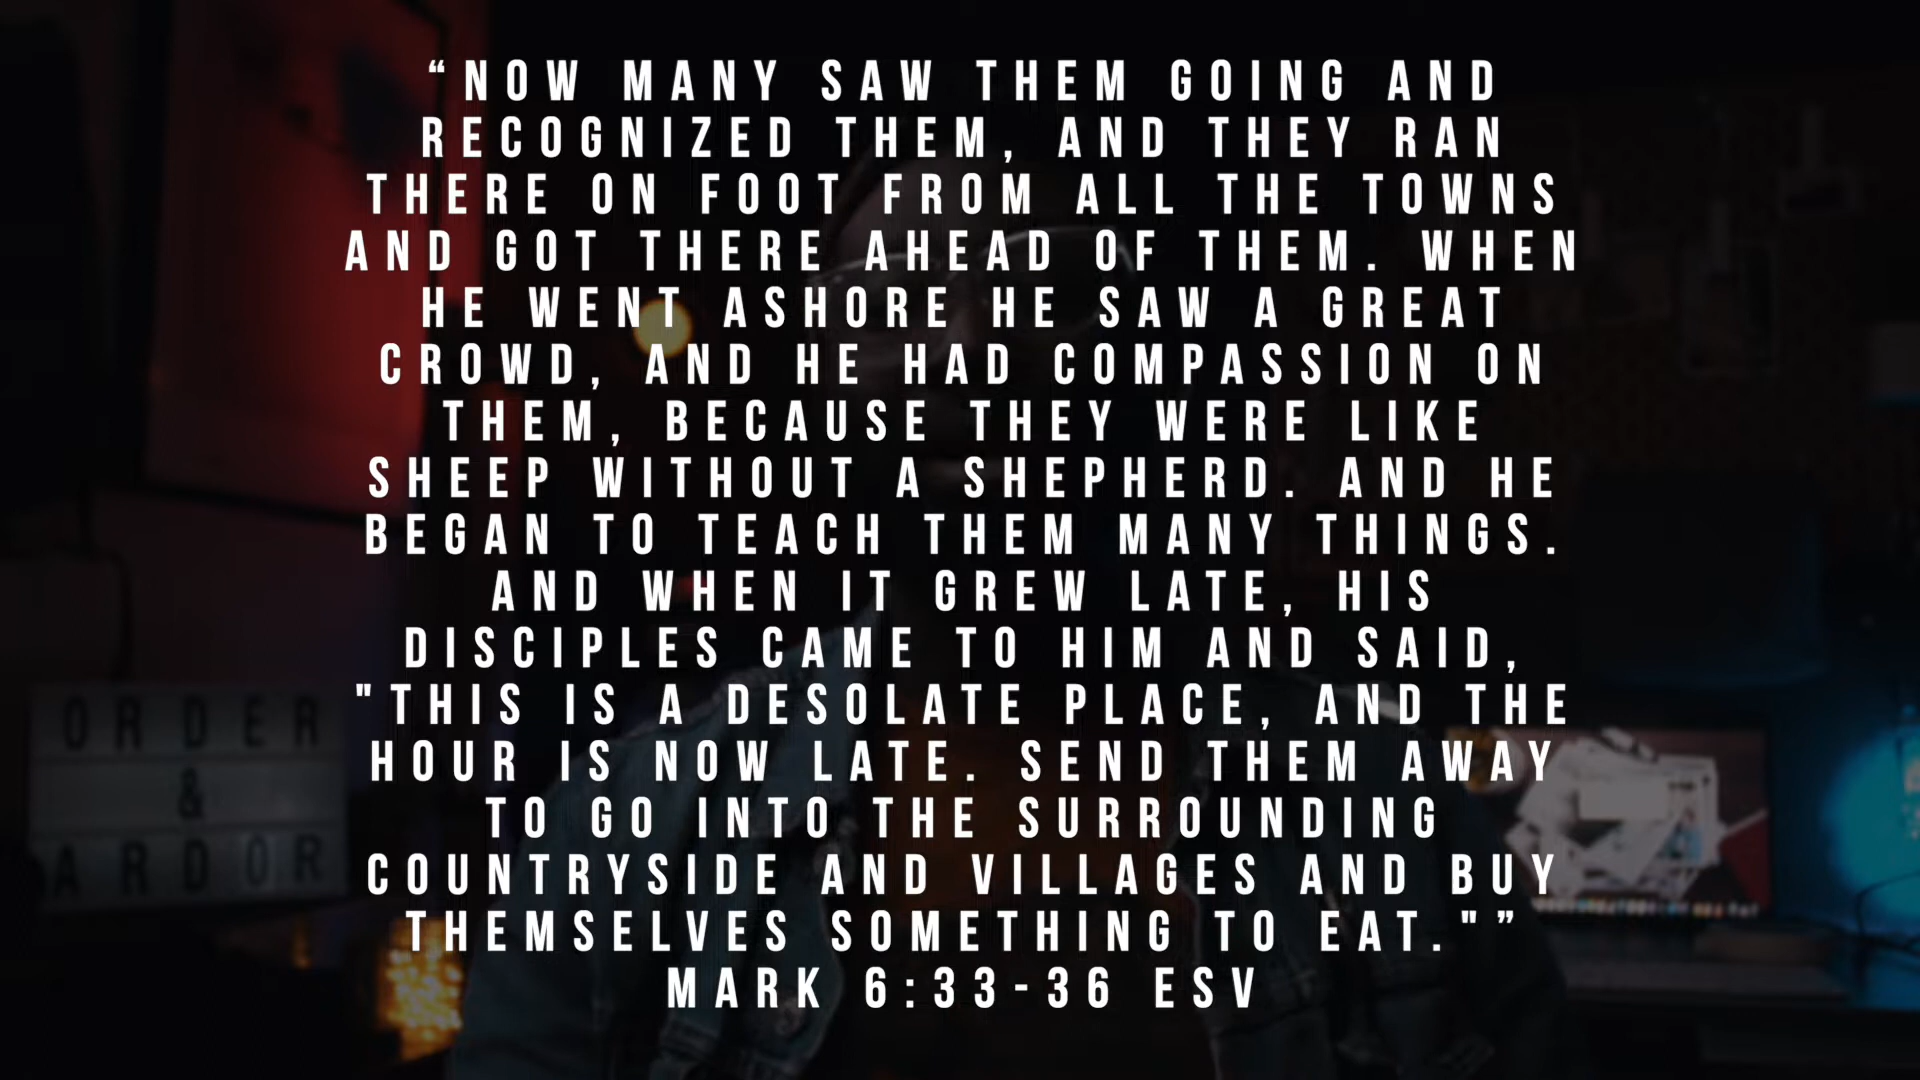 “NOW MANY SAW THEM GOING AND
RECOGNIZED THEM, AND THEY RAN
THERE ON FOOT FROM ALL THE TOWNS
AND GOT THERE AHEAD OF THEM. WHEN
HE WENT ASHORE HE SAW A GREAT
CROWD, AND HE HAD COMPASSION ON
THEM, BECAUSE THEY WERE LIKE
SHEEP WITHOUT A SHEPHERD. AND HE
BEGAN TO TEACH THEM MANY THINGS.
AND WHEN IT GREW LATE, HIS
DISCIPLES CAME TO HIM AND SAID,
"THIS IS A DESOLATE PLACE, AND THE
HOUR IS NOW LATE. SEND THEM AWAY
TO GO INTO THE SURROUNDING
COUNTRYSIDE AND VILLAGES AND BUY
THEMSELVES SOMETHING TO EAT."”
MARK 6:33-36 ESV
ORDER
&
ARDOR